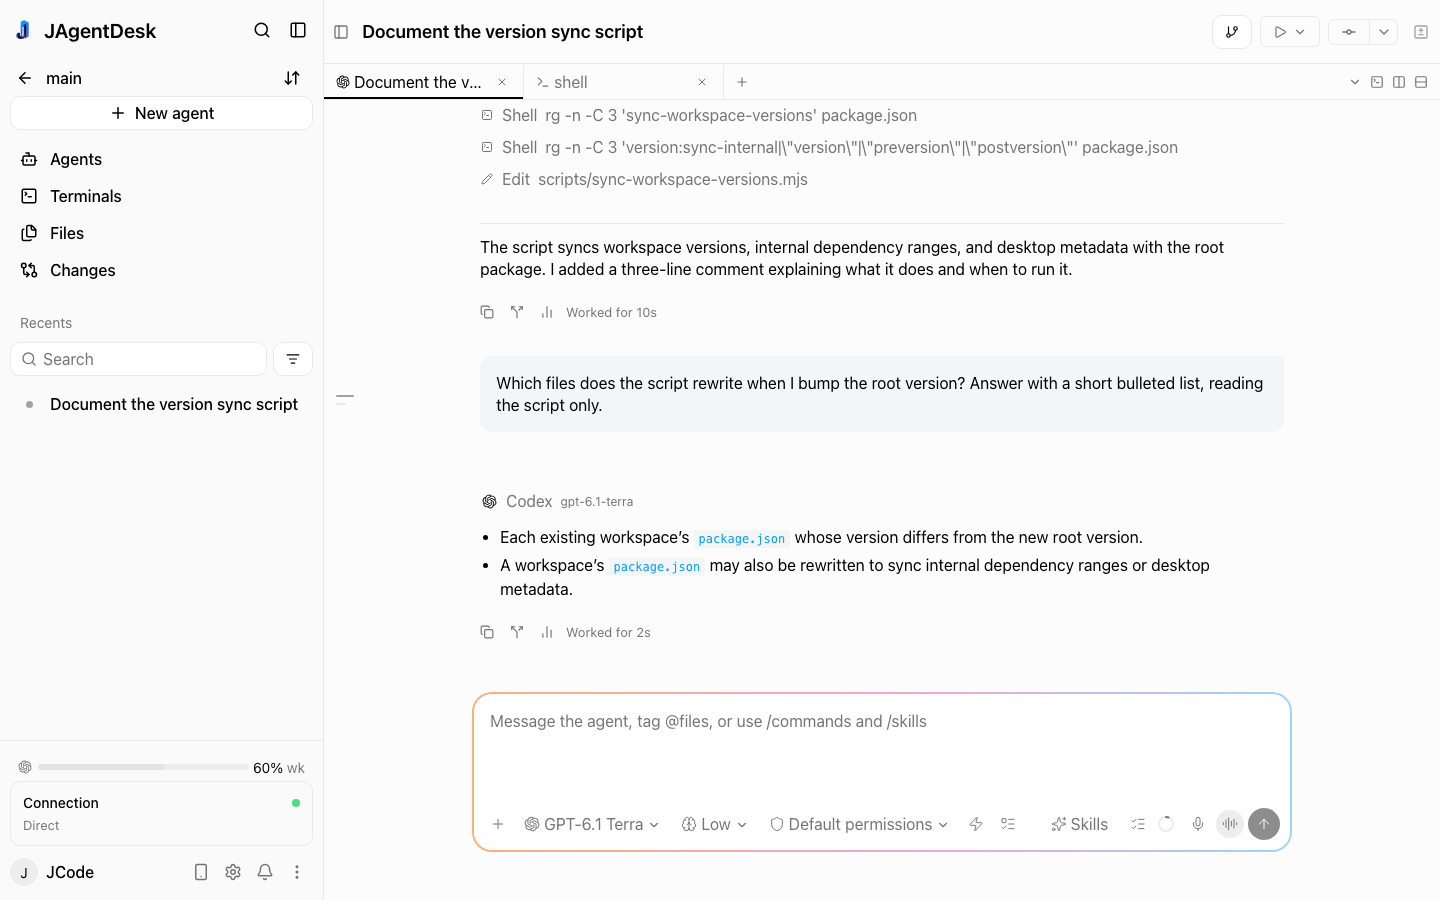 JAgentDesk
main
New agent
Agents
Terminals
Files
Changes
Recents
Search
Document the version sync script
60% wk
Connection
Direct
J
JCode
Document the version sync script
Document the v...
shell
Shell rg -n -C 3 'sync-workspace-versions' package.json
Shell rg -n -C 3 'version:sync-internal|\"version\"|\"preversion\"|\"postversion\"' package.json
Edit scripts/sync-workspace-versions.mjs
The script syncs workspace versions, internal dependency ranges, and desktop metadata with the root
package. I added a three-line comment explaining what it does and when to run it.
Worked for 10s
Which files does the script rewrite when I bump the root version? Answer with a short bulleted list, reading
the script only.
Codex gpt-6.1-terra
• Each existing workspace’s package.json whose version differs from the new root version.
• A workspace’s package.json may also be rewritten to sync internal dependency ranges or desktop
metadata.
Worked for 2s
Message the agent, tag @files, or use /commands and /skills
GPT-6.1 Terra Low Default permissions Skills